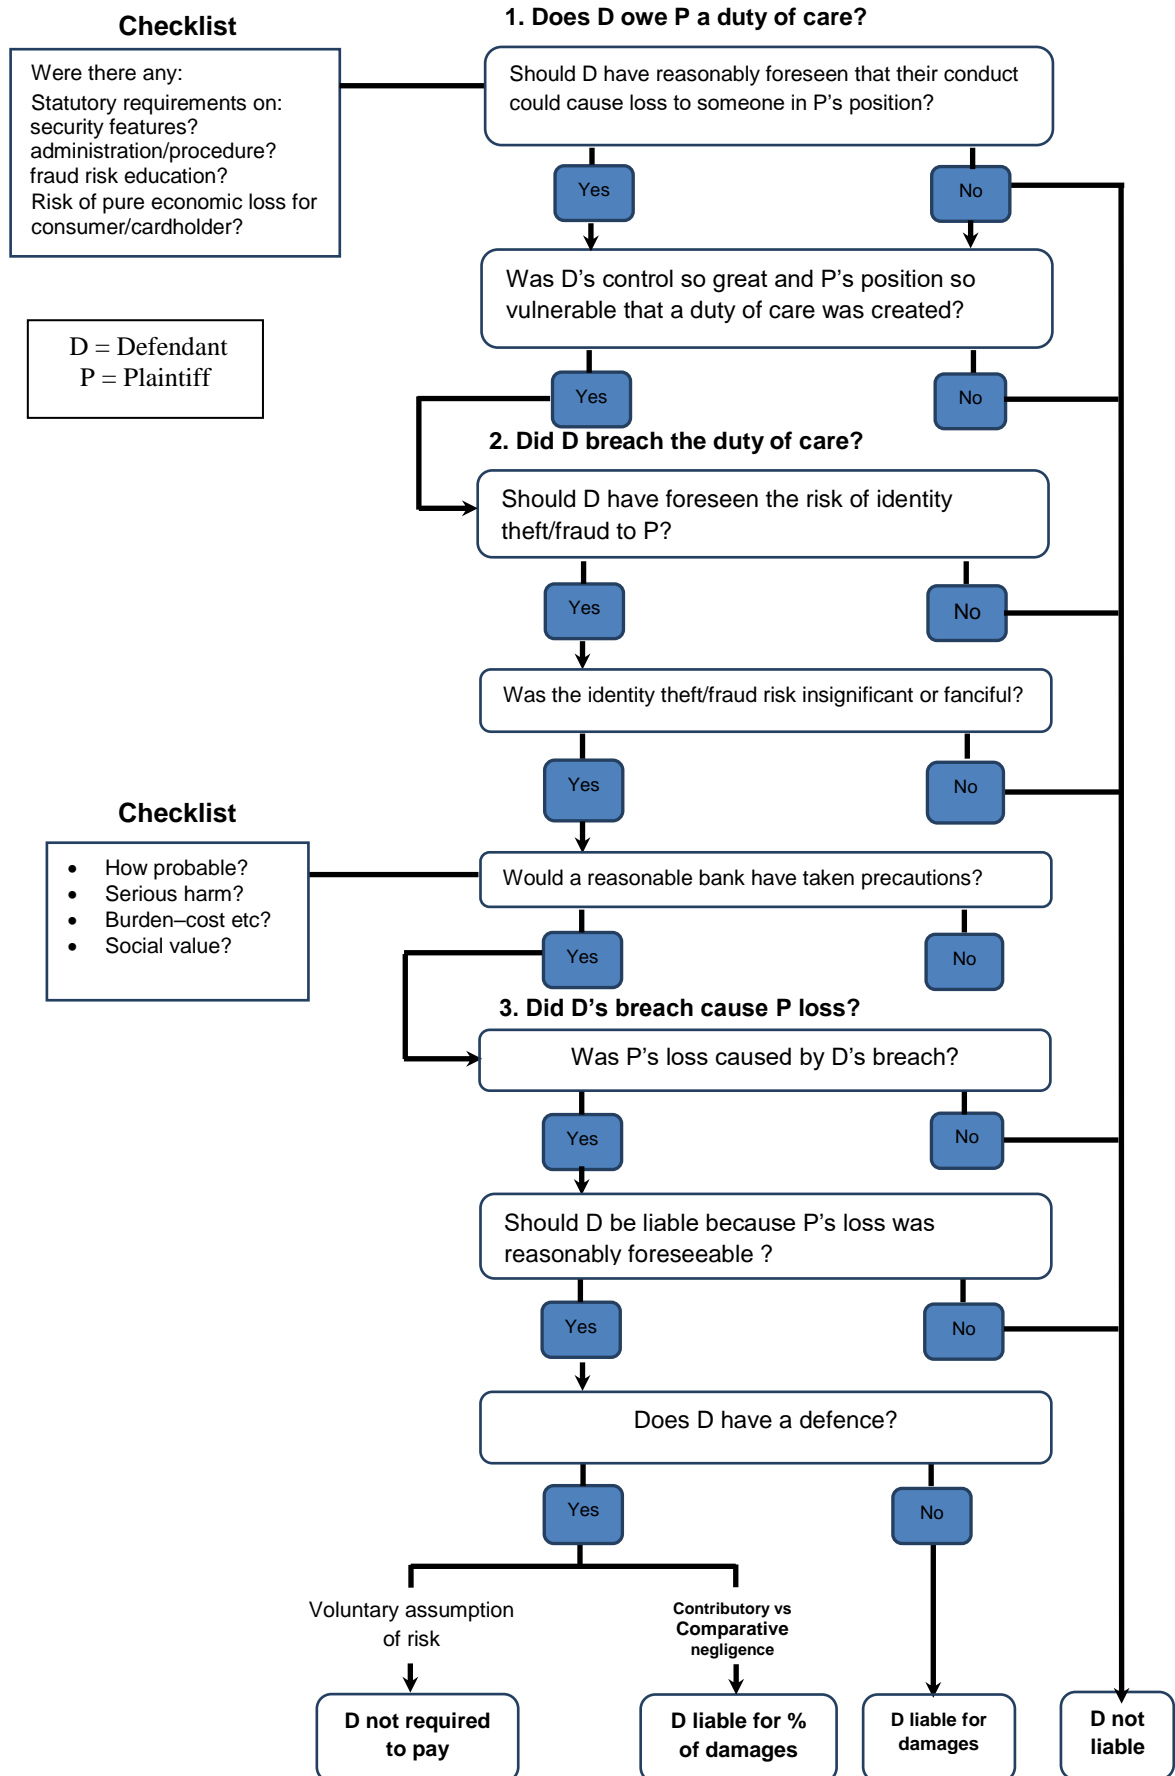 1. Does D owe P a duty of care?
Checklist
Were there any:
Statutory requirements on:
security features?
administration/procedure?
fraud risk education?
Risk of pure economic loss for
consumer/cardholder?
Should D have reasonably foreseen that their conduct
could cause loss to someone in P's position?
Yes
No
Was D's control so great and P's position so
vulnerable that a duty of care was created?
D = Defendant
P = Plaintiff
Yes
No
2. Did D breach the duty of care?
Should D have foreseen the risk of identity
theft/fraud to P?
Yes
No
Was the identity theft/fraud risk insignificant or fanciful?
Yes
No
Checklist
• How probable?
• Serious harm?
• Burden–cost etc?
• Social value?
Would a reasonable bank have taken precautions?
Yes
No
3. Did D's breach cause P loss?
Was P's loss caused by D's breach?
Yes
No
Should D be liable because P's loss was
reasonably foreseeable ?
Yes
No
Does D have a defence?
Yes
No
Voluntary assumption
of risk
Contributory vs
Comparative
negligence
D not required
to pay
D liable for %
of damages
D liable for
damages
D not
liable